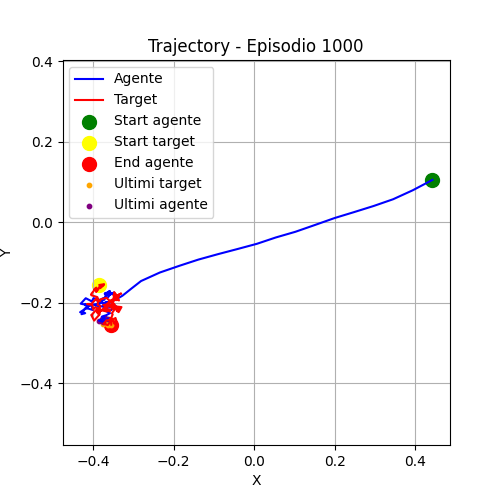 Trajectory - Episodio 1000
Agente
Target
Start agente
Start target
End agente
Ultimi target
Ultimi agente
0.4
0.2
0.0
−0.2
−0.4
Y
−0.4
−0.2
0.0
0.2
0.4
X